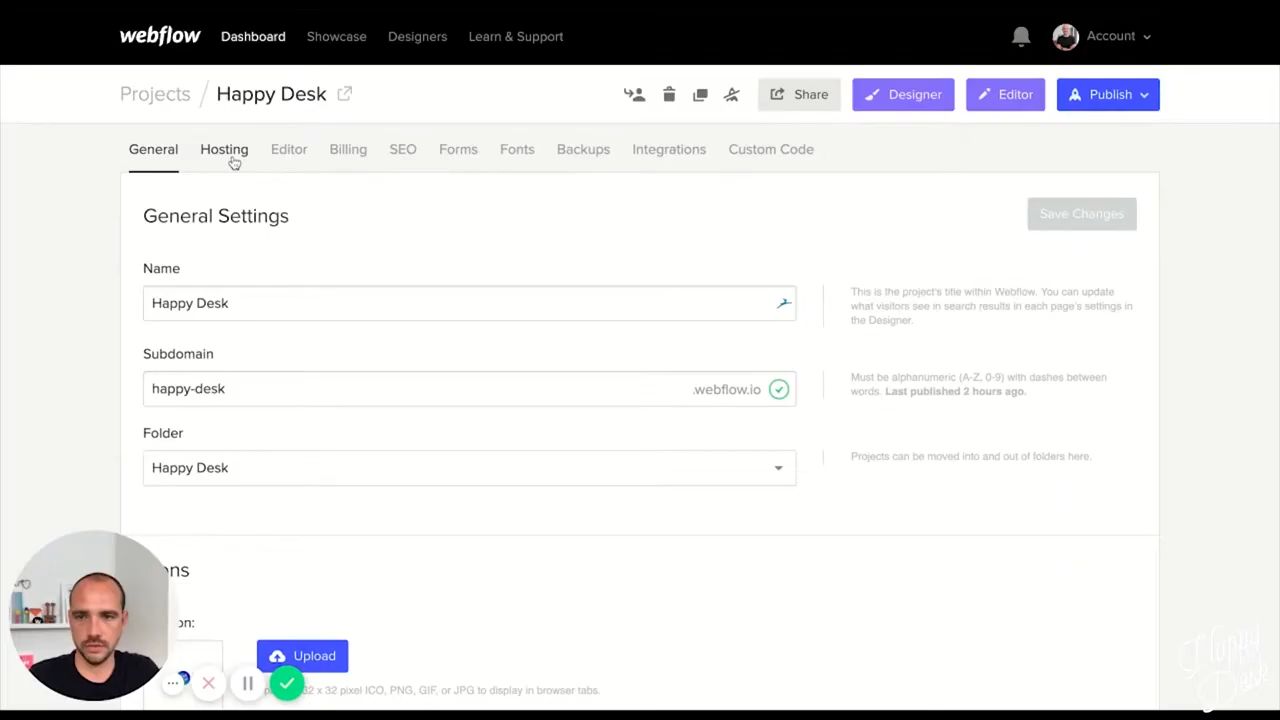 webflow Dashboard Showcase Designers Learn & Support Account
Projects / Happy Desk Share Designer Editor Publish
General Hosting Editor Billing SEO Forms Fonts Backups Integrations Custom Code
General Settings Save Changes
Name
Happy Desk
This is the project's title within Webflow. You can update
what visitors see in search results in each page's settings in
the Designer.
Subdomain
happy-desk .webflow.io
Must be alphanumeric (A-Z, 0-9) with dashes between
words. Last published 2 hours ago.
Folder
Happy Desk
Projects can be moved into and out of folders here.
ons
on:
Upload
32 x 32 pixel ICO, PNG, GIF, or JPG to display in browser tabs.
Happy